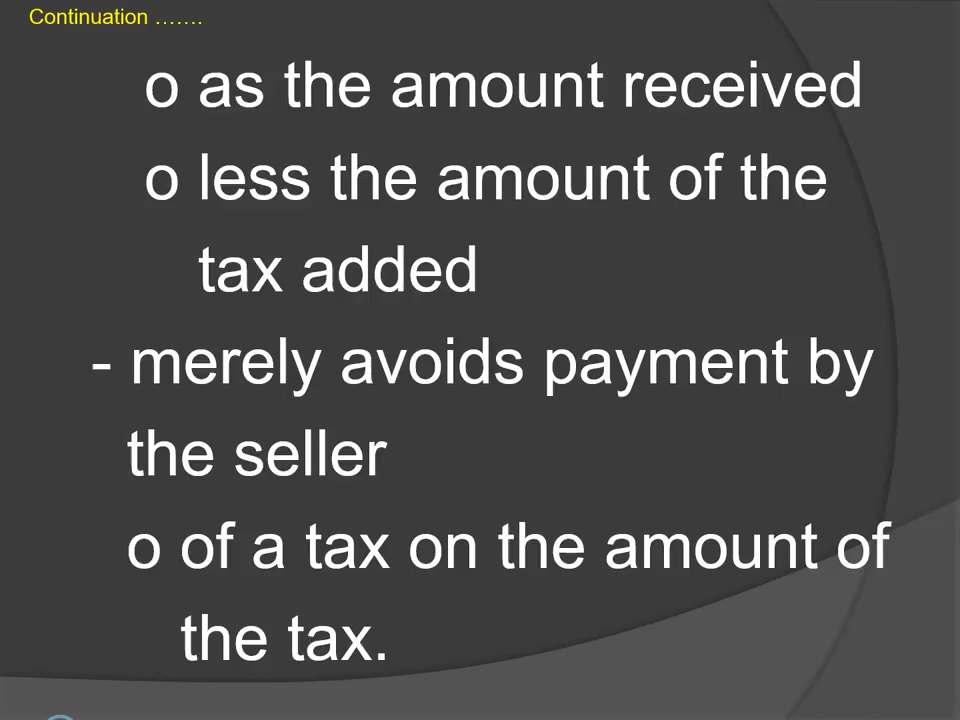 Continuation …….
o as the amount received
o less the amount of the
tax added
- merely avoids payment by
the seller
o of a tax on the amount of
the tax.